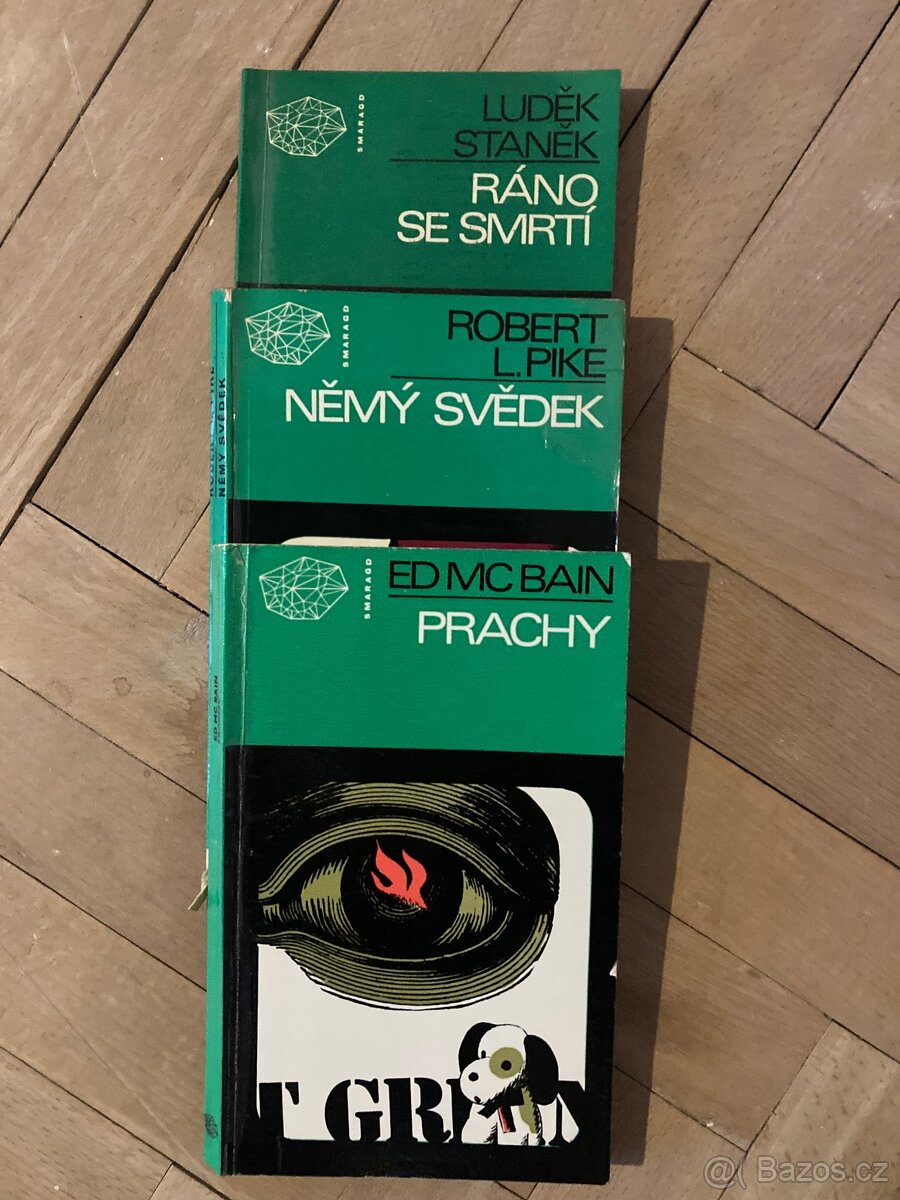 SMARAGD
LUDĚK
STANĚK
RÁNO
SE SMRTÍ
SMARAGD
ROBERT
L. PIKE
NĚMÝ SVĚDEK
NĚMÝ SVĚDEK
SMARAGD
ED MC BAIN
PRACHY
ED MC BAIN
T GR
@ Bazos.cz